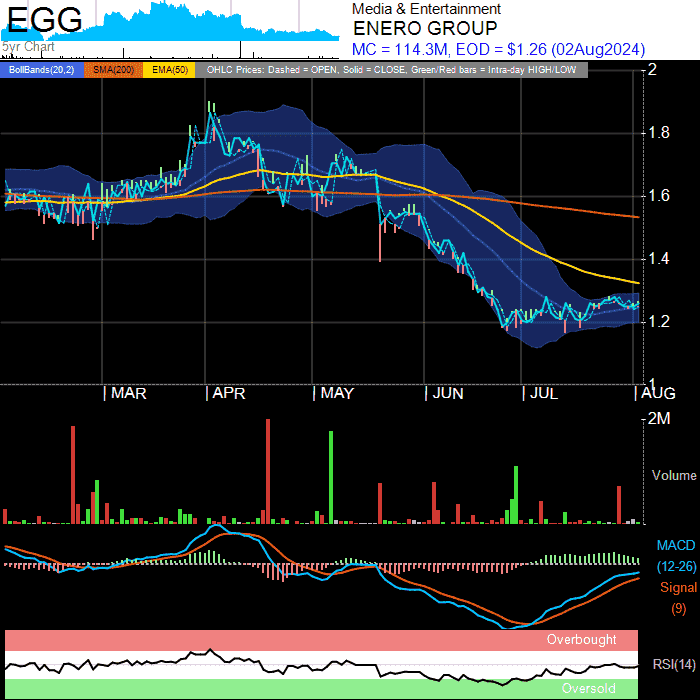 EGG
5yr Chart
Media & Entertainment
ENERO GROUP
MC = 114.3M, EOD = $1.26 (02Aug2024)
BollBands(20,2) SMA(200) EMA(50) OHLC Prices: Dashed = OPEN, Solid = CLOSE, Green/Red bars = Intra-day HIGH/LOW
2
1.8
1.6
1.4
1.2
1
MAR APR MAY JUN JUL AUG
2M
Volume
MACD
(12-26)
Signal
(9)
Overbought
RSI(14)
Oversold